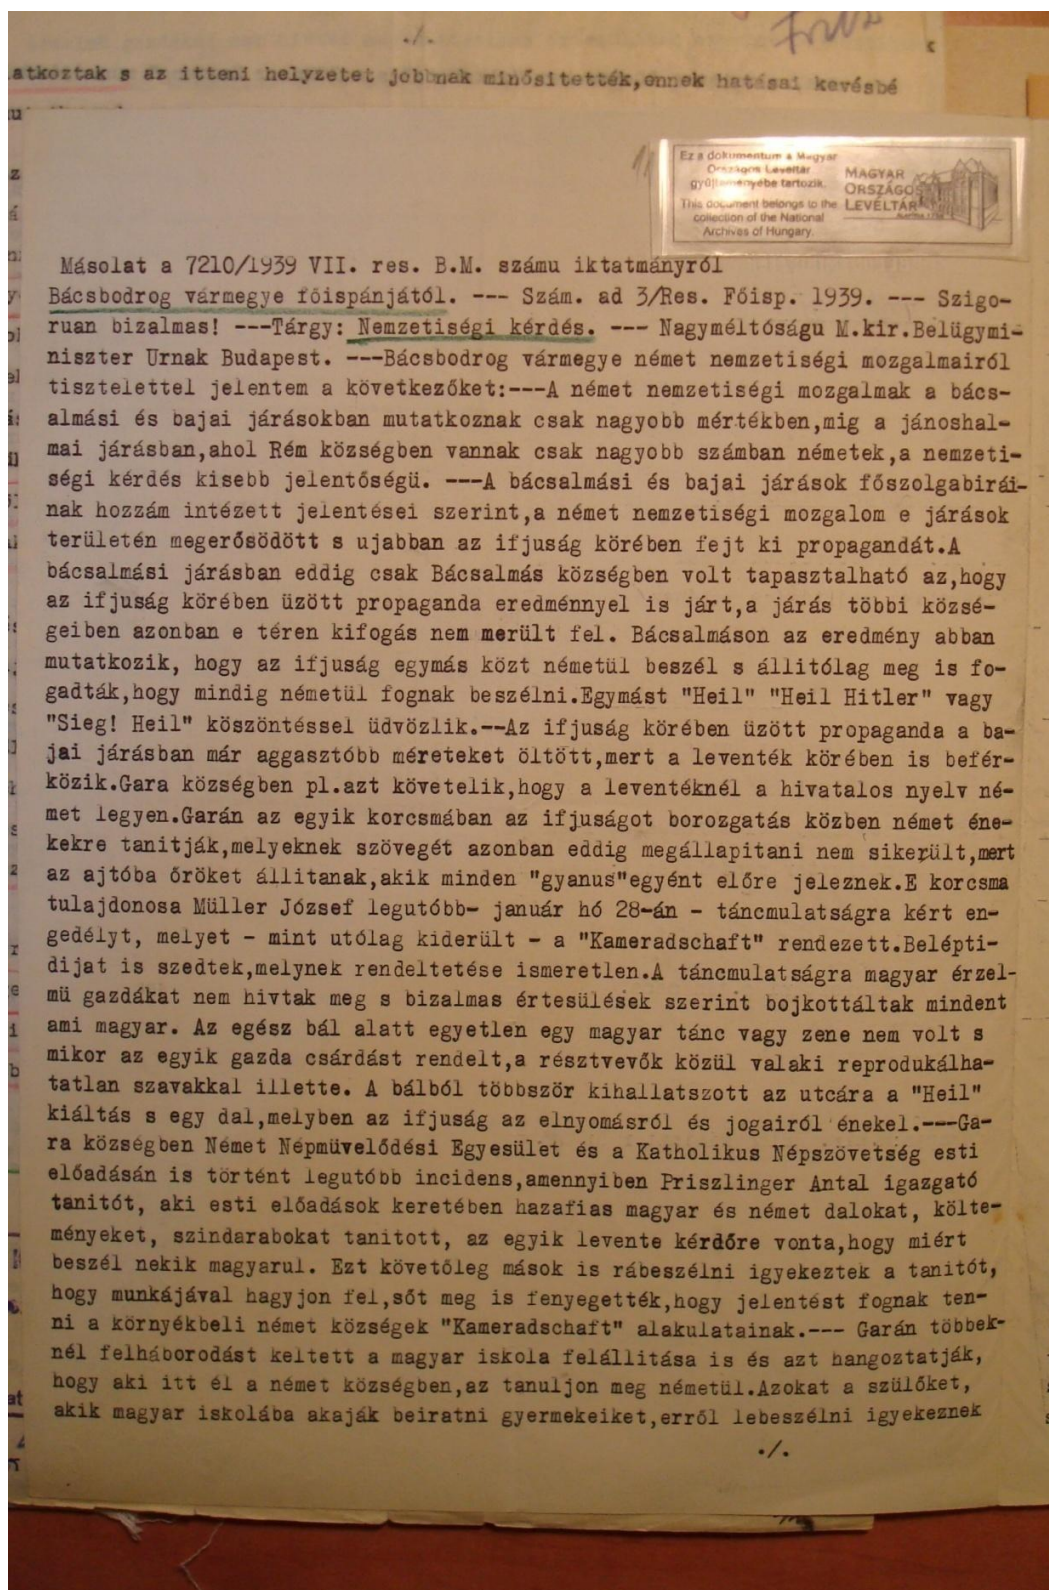 ./.
atkoztak s az itteni helyzetet jobbnak minősitették,ennek hatásai kevésbé
Ez a dokumentum a Magyar
Országos Levéltár
gyűjteményébe tartozik.
This document belongs to the
collection of the National
Archives of Hungary.
MAGYAR
ORSZÁGOS
LEVÉLTÁR
Másolat a 7210/1939 VII. res. B.M. számu iktatmányról
Bácsbodrog vármegye főispánjától. --- Szám. ad 3/Res. Főisp. 1939. --- Szigo-
ruan bizalmas! ---Tárgy: Nemzetiségi kérdés. --- Nagyméltóságu M.kir.Belügymi-
niszter Urnak Budapest. ---Bácsbodrog vármegye német nemzetiségi mozgalmairól
tisztelettel jelentem a következőket:---A német nemzetiségi mozgalmak a bács-
almási és bajai járásokban mutatkoznak csak nagyobb mértékben,mig a jánoshal-
mai járásban,ahol Rém községben vannak csak nagyobb számban németek,a nemzeti-
ségi kérdés kisebb jelentőségü. ---A bácsalmási és bajai járások főszolgabirái-
nak hozzám intézett jelentései szerint,a német nemzetiségi mozgalom e járások
területén megerősödött s ujabban az ifjuság körében fejt ki propagandát.A
bácsalmási járásban eddig csak Bácsalmás községben volt tapasztalható az,hogy
az ifjuság körében üzött propaganda eredménnyel is járt,a járás többi közsé-
geiben azonban e téren kifogás nem merült fel. Bácsalmáson az eredmény abban
mutatkozik, hogy az ifjuság egymás közt németül beszél s állitólag meg is fo-
gadták,hogy mindig németül fognak beszélni.Egymást "Heil" "Heil Hitler" vagy
"Sieg! Heil" köszöntéssel üdvözlik.--Az ifjuság körében üzött propaganda a ba-
jai járásban már aggasztóbb méreteket öltött,mert a leventék körében is befér-
kőzik.Gara községben pl.azt követelik,hogy a leventéknél a hivatalos nyelv né-
met legyen.Garán az egyik korcsmában az ifjuságot borozgatás közben német éne-
kekre tanitják,melyeknek szövegét azonban eddig megállapitani nem sikerült,mert
az ajtóba őröket állitanak,akik minden "gyanus"egyént előre jeleznek.E korcsma
tulajdonosa Müller József legutóbb- január hó 28-án - táncmulatságra kért en-
gedélyt, melyet - mint utólag kiderült - a "Kameradschaft" rendezett.Belépti-
dijat is szedtek,melynek rendeltetése ismeretlen.A táncmulatságra magyar érzel-
mü gazdákat nem hivtak meg s bizalmas értesülések szerint bojkottáltak mindent
ami magyar. Az egész bál alatt egyetlen egy magyar tánc vagy zene nem volt s
mikor az egyik gazda csárdást rendelt,a résztvevők közül valaki reprodukálha-
tatlan szavakkal illette. A bálból többször kihallatszott az utcára a "Heil"
kiáltás s egy dal,melyben az ifjuság az elnyomásról és jogairól énekel.---Ga-
ra községben Német Népmüvelődési Egyesület és a Katholikus Népszövetség esti
előadásán is történt legutóbb incidens,amennyiben Priszlinger Antal igazgató
tanitót, aki esti előadások keretében hazafias magyar és német dalokat, költe-
ményeket, szindarabokat tanitott, az egyik levente kérdőre vonta,hogy miért
beszél nekik magyarul. Ezt követőleg mások is rábeszélni igyekeztek a tanitót,
hogy munkájával hagyjon fel,sőt meg is fenyegették,hogy jelentést fognak ten-
ni a környékbeli német községek "Kameradschaft" alakulatainak.--- Garán többek-
nél felháborodást keltett a magyar iskola felállitása is és azt hangoztatják,
hogy aki itt él a német községben,az tanuljon meg németül.Azokat a szülőket,
akik magyar iskolába akaják beiratni gyermekeiket,erről lebeszélni igyekeznek
./.